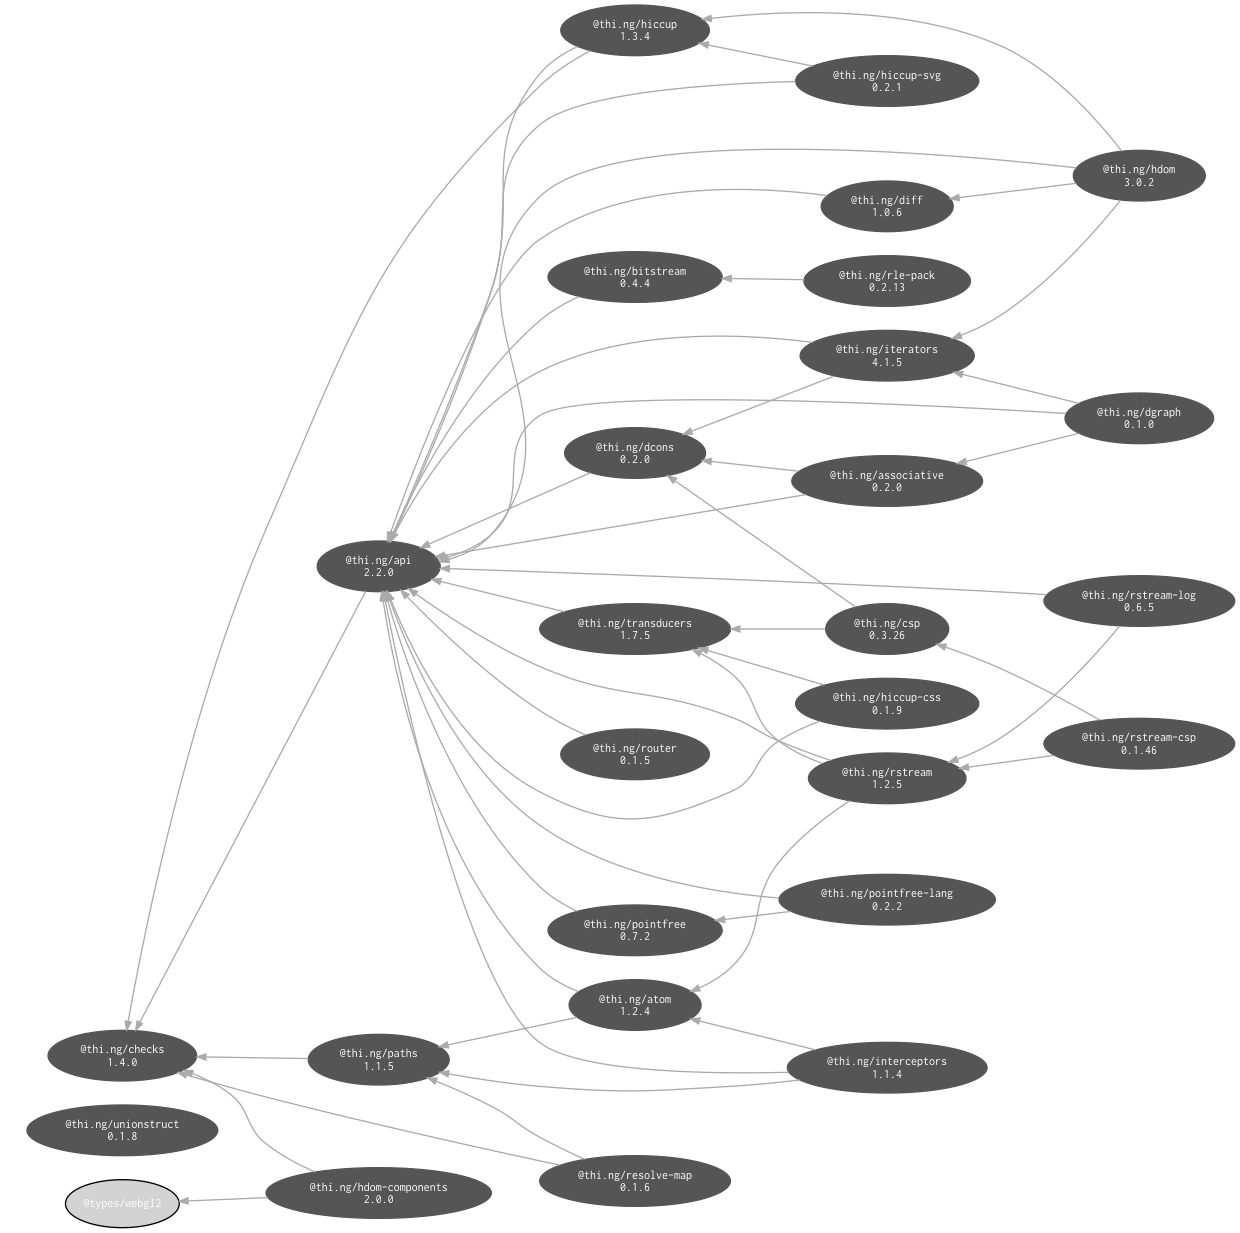 @thi.ng/hiccup
1.3.4
@thi.ng/hiccup-svg
0.2.1
@thi.ng/hdom
3.0.2
@thi.ng/diff
1.0.6
@thi.ng/bitstream
0.4.4
@thi.ng/rle-pack
0.2.13
@thi.ng/iterators
4.1.5
@thi.ng/dgraph
0.1.0
@thi.ng/dcons
0.2.0
@thi.ng/associative
0.2.0
@thi.ng/api
2.2.0
@thi.ng/rstream-log
0.6.5
@thi.ng/transducers
1.7.5
@thi.ng/csp
0.3.26
@thi.ng/hiccup-css
0.1.9
@thi.ng/router
0.1.5
@thi.ng/rstream-csp
0.1.46
@thi.ng/rstream
1.2.5
@thi.ng/pointfree-lang
0.2.2
@thi.ng/pointfree
0.7.2
@thi.ng/atom
1.2.4
@thi.ng/checks
1.4.0
@thi.ng/paths
1.1.5
@thi.ng/interceptors
1.1.4
@thi.ng/unionstruct
0.1.8
@thi.ng/resolve-map
0.1.6
@thi.ng/hdom-components
2.0.0
@types/webgl2